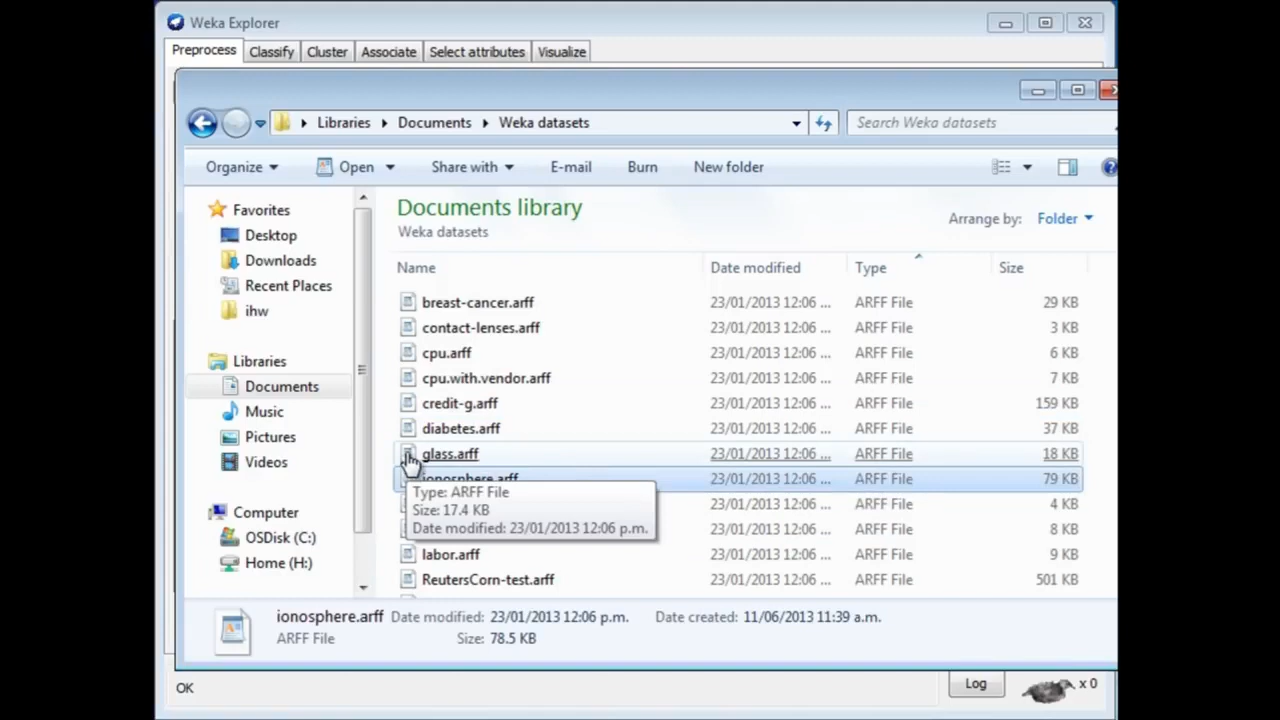 Weka Explorer
Preprocess Classify Cluster Associate Select attributes Visualize
Libraries Documents Weka datasets Search Weka datasets
Organize Open Share with E-mail Burn New folder
Favorites
Desktop
Downloads
Recent Places
ihw
Libraries
Documents
Music
Pictures
Videos
Computer
OSDisk (C:)
Home (H:)
Documents library
Weka datasets
Arrange by: Folder
Name Date modified Type Size
breast-cancer.arff 23/01/2013 12:06 ... ARFF File 29 KB
contact-lenses.arff 23/01/2013 12:06 ... ARFF File 3 KB
cpu.arff 23/01/2013 12:06 ... ARFF File 6 KB
cpu.with.vendor.arff 23/01/2013 12:06 ... ARFF File 7 KB
credit-g.arff 23/01/2013 12:06 ... ARFF File 159 KB
diabetes.arff 23/01/2013 12:06 ... ARFF File 37 KB
glass.arff 23/01/2013 12:06 ... ARFF File 18 KB
ionosphere.arff 23/01/2013 12:06 ... ARFF File 79 KB
23/01/2013 12:06 ... ARFF File 4 KB
23/01/2013 12:06 ... ARFF File 8 KB
labor.arff 23/01/2013 12:06 ... ARFF File 9 KB
ReutersCorn-test.arff 23/01/2013 12:06 ... ARFF File 501 KB
Type: ARFF File
Size: 17.4 KB
Date modified: 23/01/2013 12:06 p.m.
ionosphere.arff Date modified: 23/01/2013 12:06 p.m. Date created: 11/06/2013 11:39 a.m.
ARFF File Size: 78.5 KB
OK Log x 0